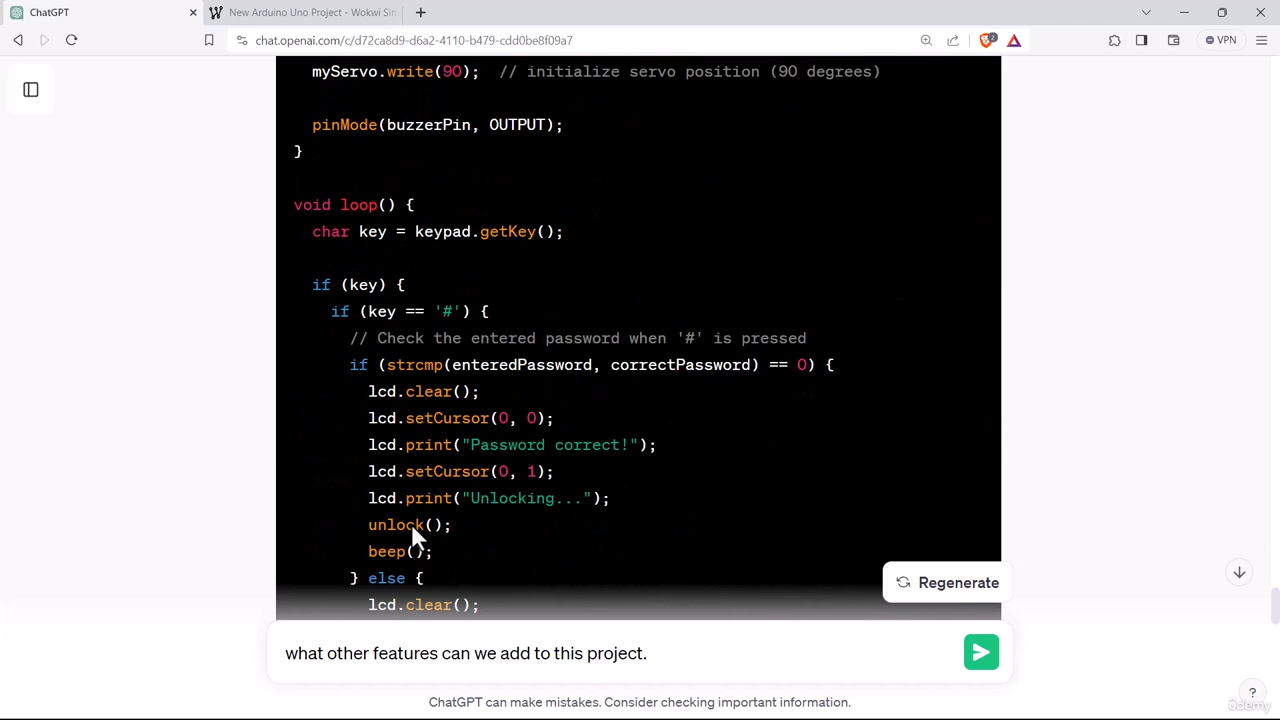 ChatGPT
New Arduino Uno Project - Wokwi Sin
chat.openai.com/c/d72ca8d9-d6a2-4110-b479-cdd0be8f09a7
2
VPN
myServo.write(90);  // initialize servo position (90 degrees)
pinMode(buzzerPin, OUTPUT);
}
void loop() {
char key = keypad.getKey();
if (key) {
if (key == '#') {
// Check the entered password when '#' is pressed
if (strcmp(enteredPassword, correctPassword) == 0) {
lcd.clear();
lcd.setCursor(0, 0);
lcd.print("Password correct!");
lcd.setCursor(0, 1);
lcd.print("Unlocking...");
unlock();
beep();
} else {
Regenerate
lcd.clear();
what other features can we add to this project.
ChatGPT can make mistakes. Consider checking important information.
?
ûdemy